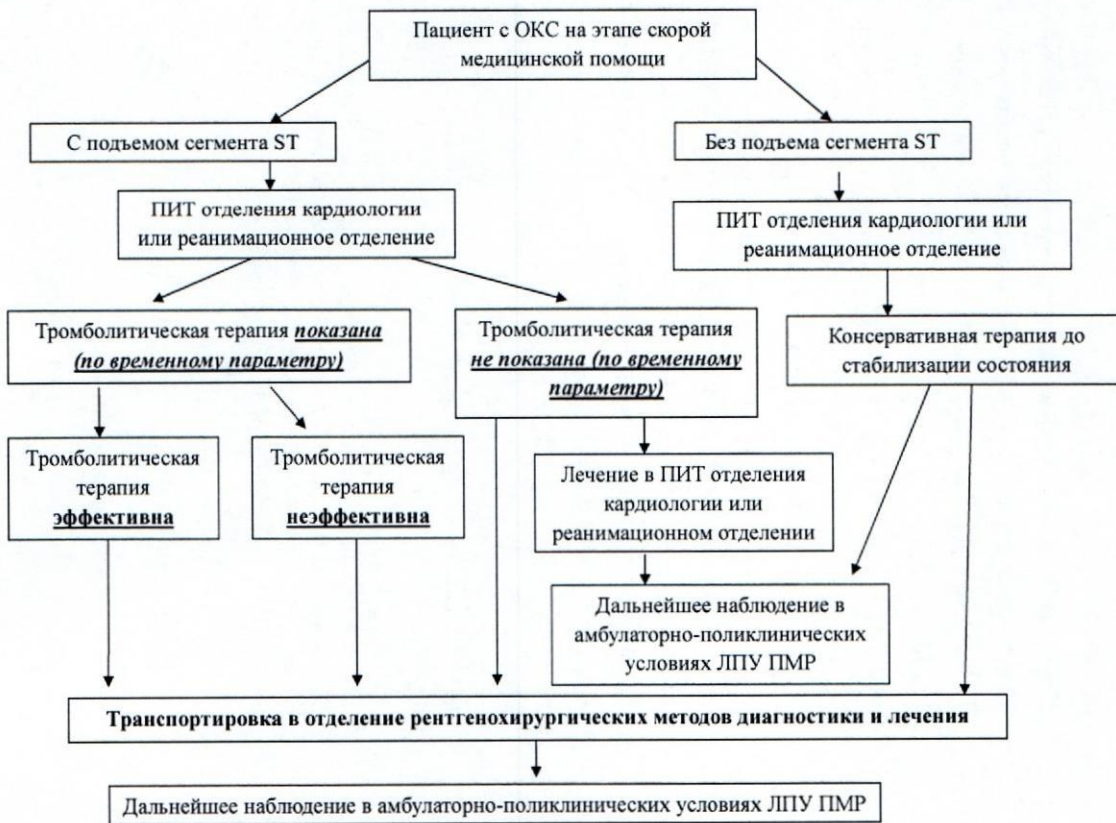 Пациент с ОКС на этапе скорой
медицинской помощи
С подъемом сегмента ST
Без подъема сегмента ST
ПИТ отделения кардиологии
или реанимационное отделение
ПИТ отделения кардиологии или
реанимационное отделение
Тромболитическая терапия показана
(по временному параметру)
Тромболитическая терапия
не показана (по временному
параметру)
Консервативная терапия до
стабилизации состояния
Тромболитическая
терапия
эффективна
Тромболитическая
терапия
неэффективна
Лечение в ПИТ отделения
кардиологии или
реанимационном отделении
Дальнейшее наблюдение в
амбулаторно-поликлинических
условиях ЛПУ ПМР
Транспортировка в отделение рентгенохирургических методов диагностики и лечения
Дальнейшее наблюдение в амбулаторно-поликлинических условиях ЛПУ ПМР